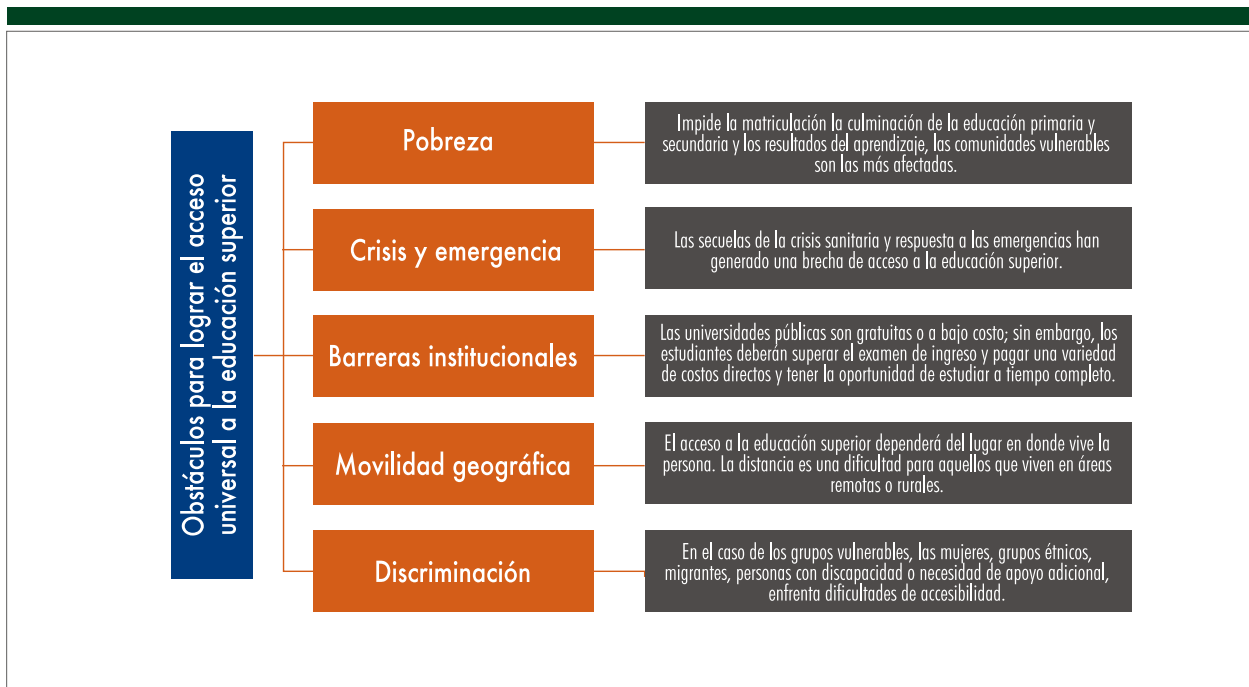 Obstáculos para lograr el acceso
universal a la educación superior
Pobreza
Impide la matriculación la culminación de la educación primaria y
secundaria y los resultados del aprendizaje, las comunidades vulnerables
son las más afectadas.
Crisis y emergencia
Las secuelas de la crisis sanitaria y respuesta a las emergencias han
generado una brecha de acceso a la educación superior.
Barreras institucionales
Las universidades públicas son gratuitas o a bajo costo; sin embargo, los
estudiantes deberán superar el examen de ingreso y pagar una variedad
de costos directos y tener la oportunidad de estudiar a tiempo completo.
Movilidad geográfica
El acceso a la educación superior dependerá del lugar en donde vive la
persona. La distancia es una dificultad para aquellos que viven en áreas
remotas o rurales.
Discriminación
En el caso de los grupos vulnerables, las mujeres, grupos étnicos,
migrantes, personas con discapacidad o necesidad de apoyo adicional,
enfrenta dificultades de accesibilidad.